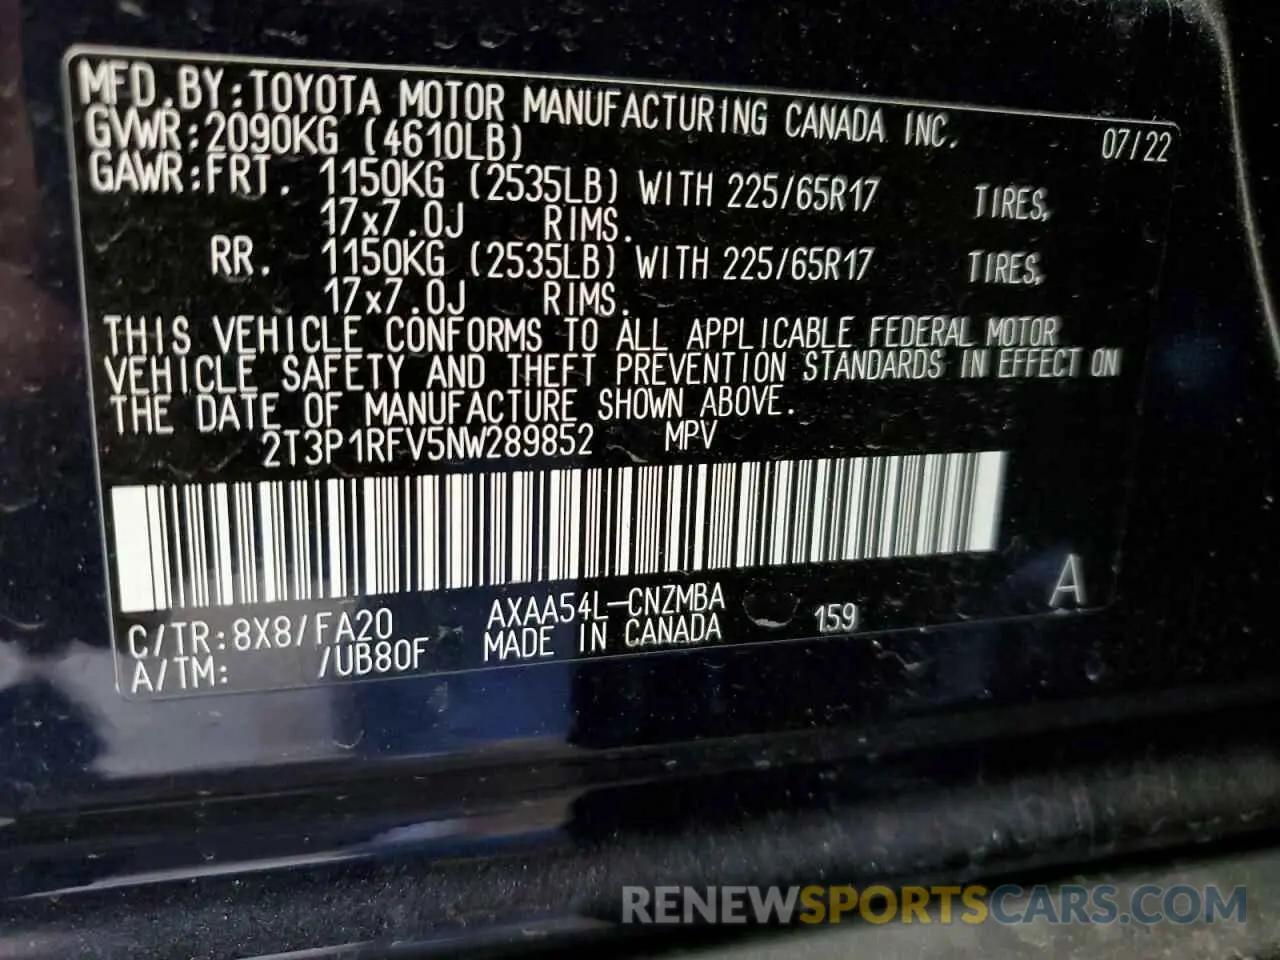 MFD.BY:TOYOTA MOTOR MANUFACTURING CANADA INC. 07/22
GVWR:2090KG (4610LB)
GAWR:FRT. 1150KG (2535LB) WITH 225/65R17 TIRES,
17x7.0J RIMS.
RR. 1150KG (2535LB) WITH 225/65R17 TIRES,
17x7.0J RIMS.
THIS VEHICLE CONFORMS TO ALL APPLICABLE FEDERAL MOTOR
VEHICLE SAFETY AND THEFT PREVENTION STANDARDS IN EFFECT ON
THE DATE OF MANUFACTURE SHOWN ABOVE.
2T3P1RFV5NW289852 MPV
A
C/TR:8X8/FA20 AXAA54L-CNZMBA 159
A/TM: /UB80F MADE IN CANADA
RENEWSPORTSCARS.COM